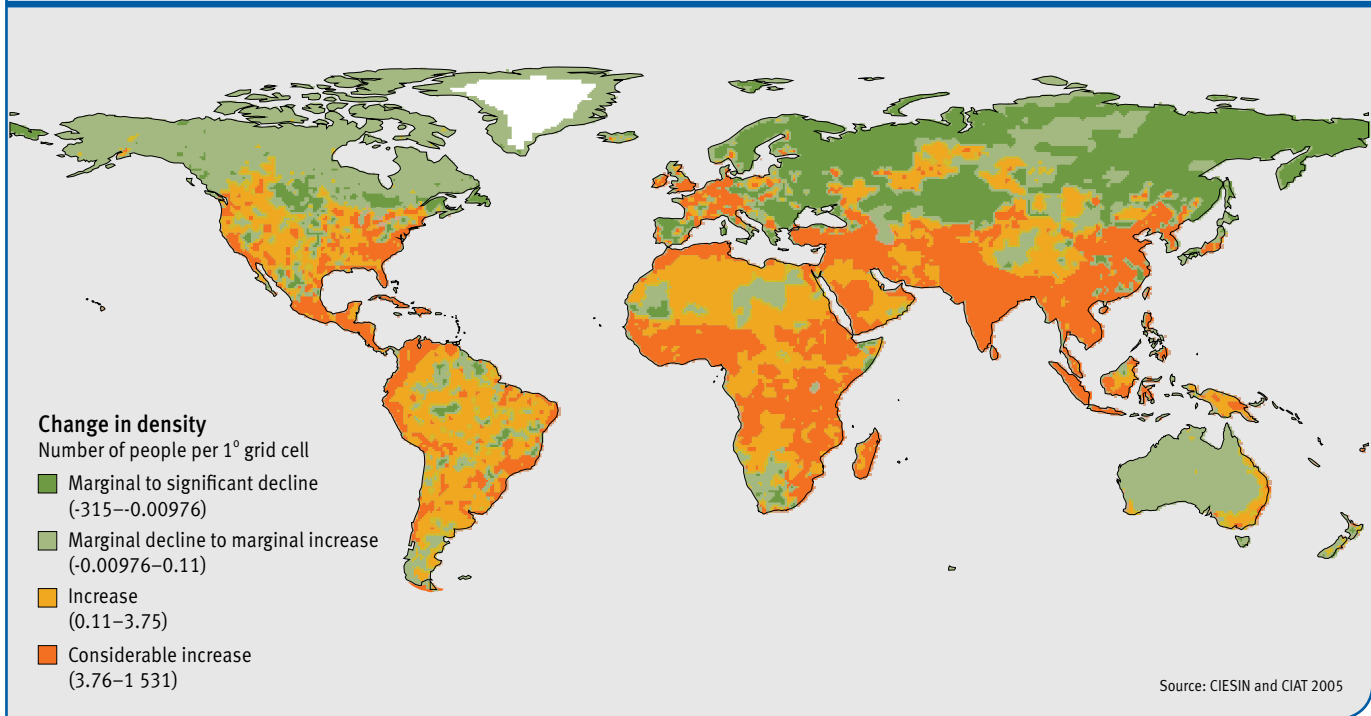 Change in density
Number of people per 1° grid cell
Marginal to significant decline
(-315–-0.00976)
Marginal decline to marginal increase
(-0.00976–0.11)
Increase
(0.11–3.75)
Considerable increase
(3.76–1 531)
Source: CIESIN and CIAT 2005